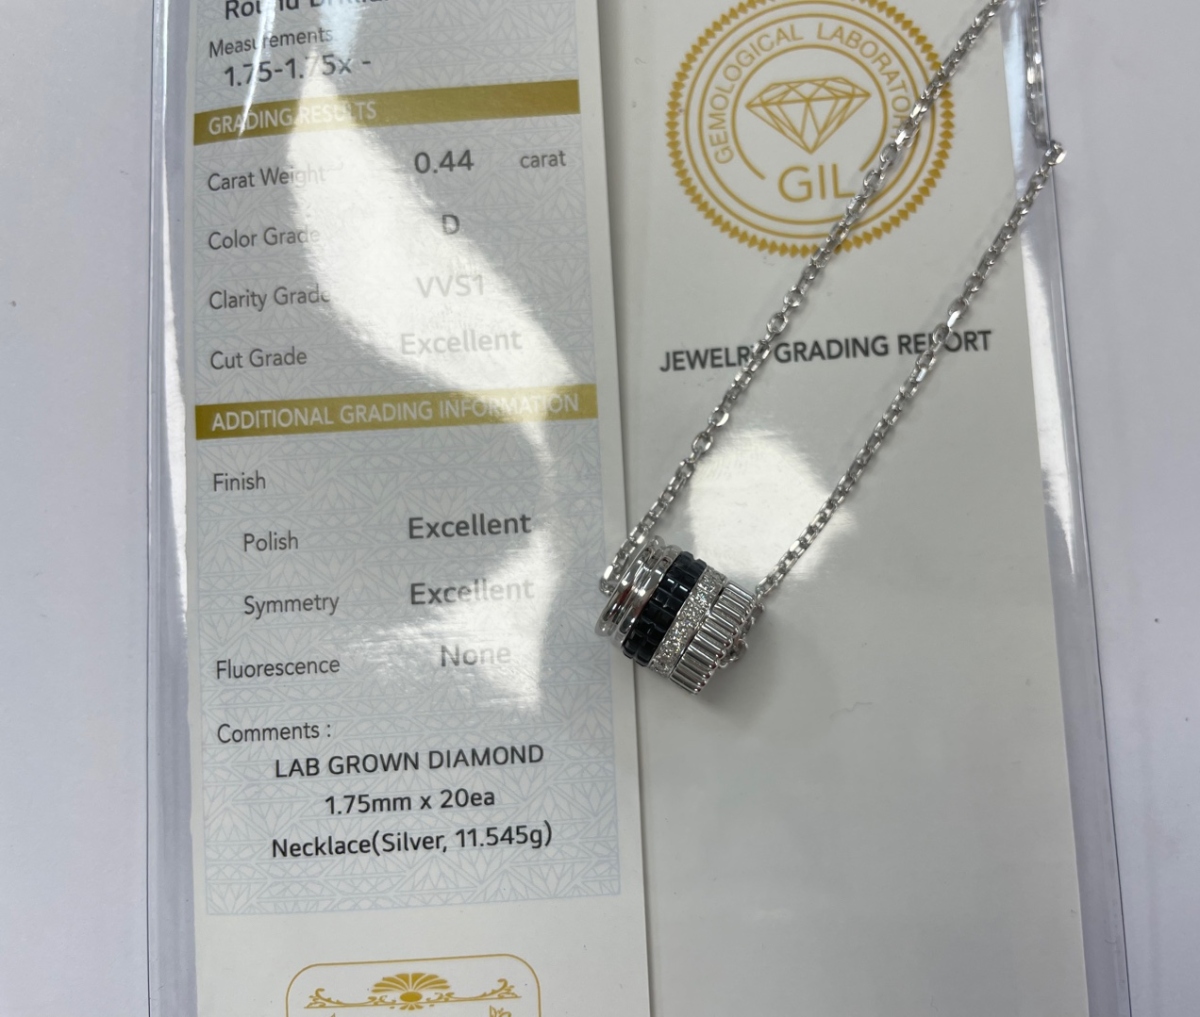 Round
Measurements
1.75-1.75x -
GRADING RESULTS
Carat Weight 0.44 carat
Color Grade D
Clarity Grade VVS1
Cut Grade Excellent
ADDITIONAL GRADING INFORMATION
Finish
Polish Excellent
Symmetry Excellent
Fluorescence None
Comments :
LAB GROWN DIAMOND
1.75mm x 20ea
Necklace(Silver, 11.545g)
GEMOLOGICAL
GIL
JEWELRY GRADING REPORT